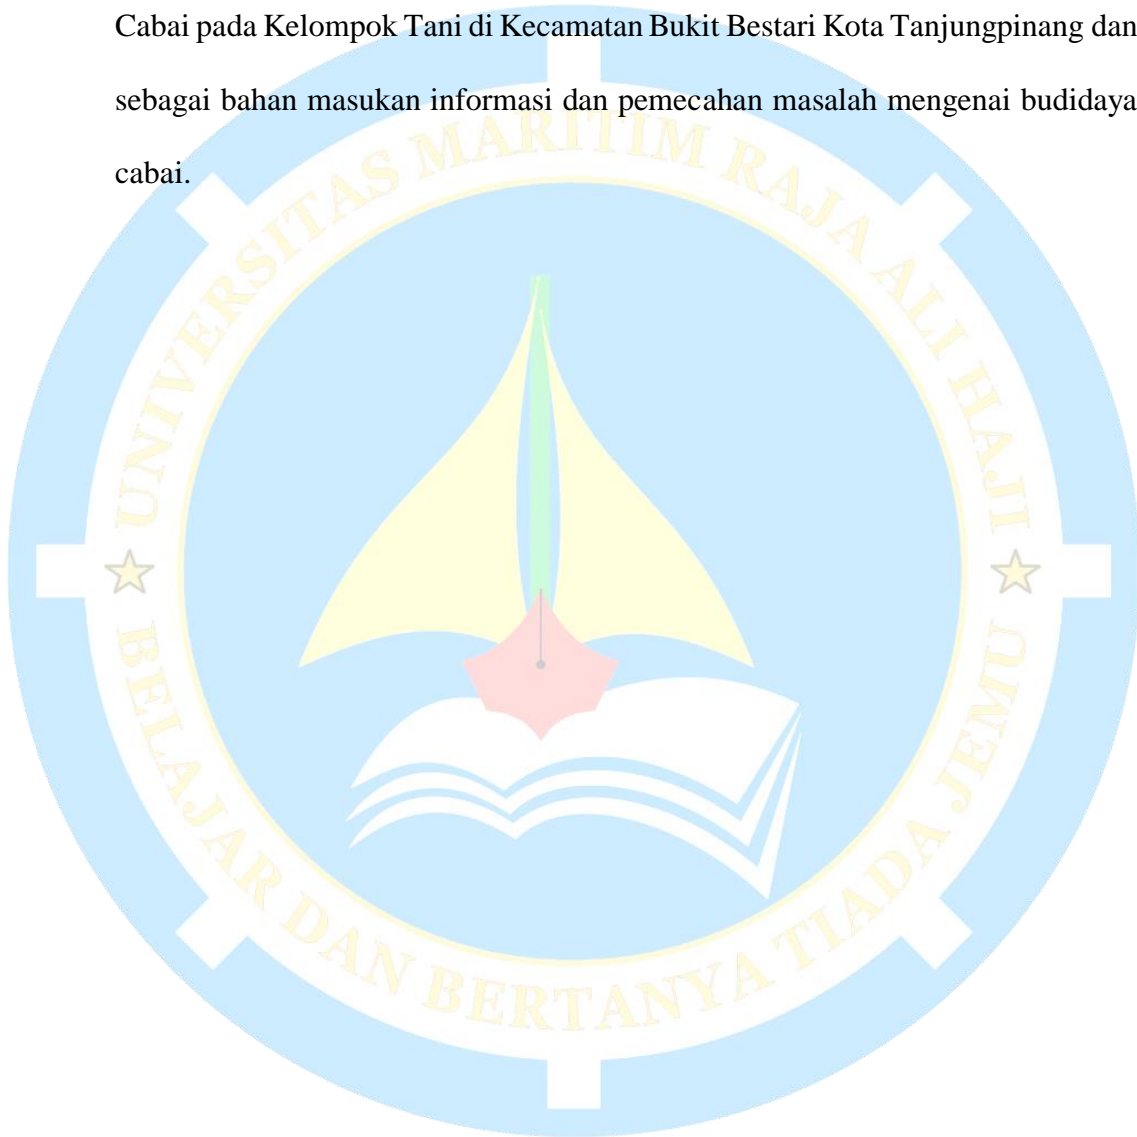 Cabai pada Kelompok Tani di Kecamatan Bukit Bestari Kota Tanjungpinang dan
sebagai bahan masukan informasi dan pemecahan masalah mengenai budidaya
cabai.
UNIVERSITAS MARITIM RAJA ALI HAJI
BELAJAR DAN BERTANYA TIADA JEMU